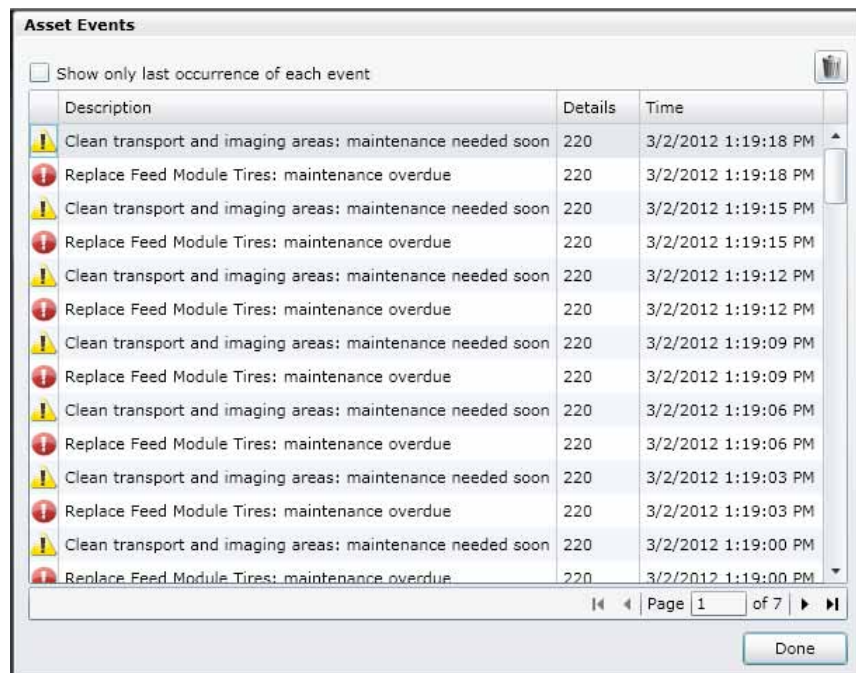 Asset Events
Show only last occurrence of each event
Description Details Time
Clean transport and imaging areas: maintenance needed soon 220 3/2/2012 1:19:18 PM
Replace Feed Module Tires: maintenance overdue 220 3/2/2012 1:19:18 PM
Clean transport and imaging areas: maintenance needed soon 220 3/2/2012 1:19:15 PM
Replace Feed Module Tires: maintenance overdue 220 3/2/2012 1:19:15 PM
Clean transport and imaging areas: maintenance needed soon 220 3/2/2012 1:19:12 PM
Replace Feed Module Tires: maintenance overdue 220 3/2/2012 1:19:12 PM
Clean transport and imaging areas: maintenance needed soon 220 3/2/2012 1:19:09 PM
Replace Feed Module Tires: maintenance overdue 220 3/2/2012 1:19:09 PM
Clean transport and imaging areas: maintenance needed soon 220 3/2/2012 1:19:06 PM
Replace Feed Module Tires: maintenance overdue 220 3/2/2012 1:19:06 PM
Clean transport and imaging areas: maintenance needed soon 220 3/2/2012 1:19:03 PM
Replace Feed Module Tires: maintenance overdue 220 3/2/2012 1:19:03 PM
Clean transport and imaging areas: maintenance needed soon 220 3/2/2012 1:19:00 PM
Replace Feed Module Tires: maintenance overdue 220 3/2/2012 1:19:00 PM
Page 1 of 7
Done